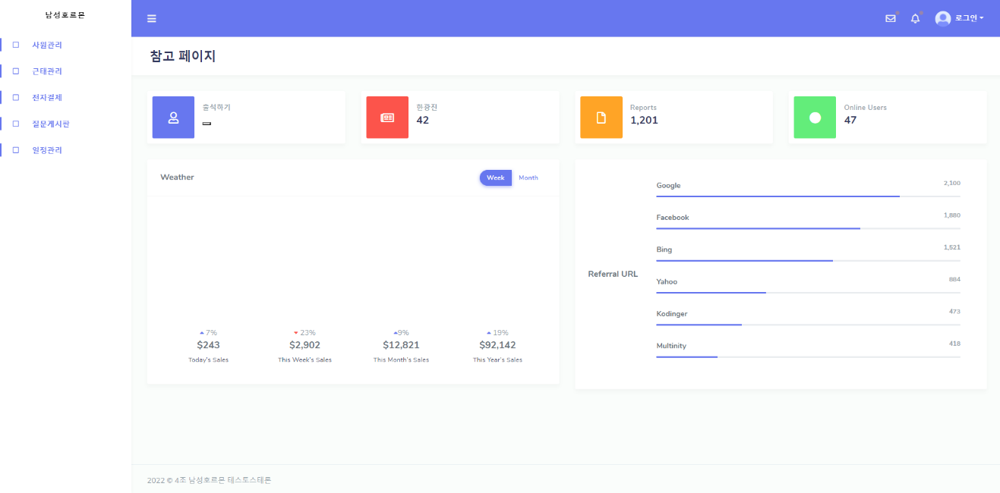 남성호르몬
사원관리
근태관리
전자결제
질문게시판
일정관리
로그인
참고 페이지
출석하기
한광진
42
Reports
1,201
Online Users
47
Weather
Week
Month
7%
$243
Today's Sales
23%
$2,902
This Week's Sales
9%
$12,821
This Month's Sales
19%
$92,142
This Year's Sales
Referral URL
Google 2,100
Facebook 1,880
Bing 1,521
Yahoo 884
Kodinger 473
Multinity 418
2022 © 4조 남성호르몬 테스토스테론